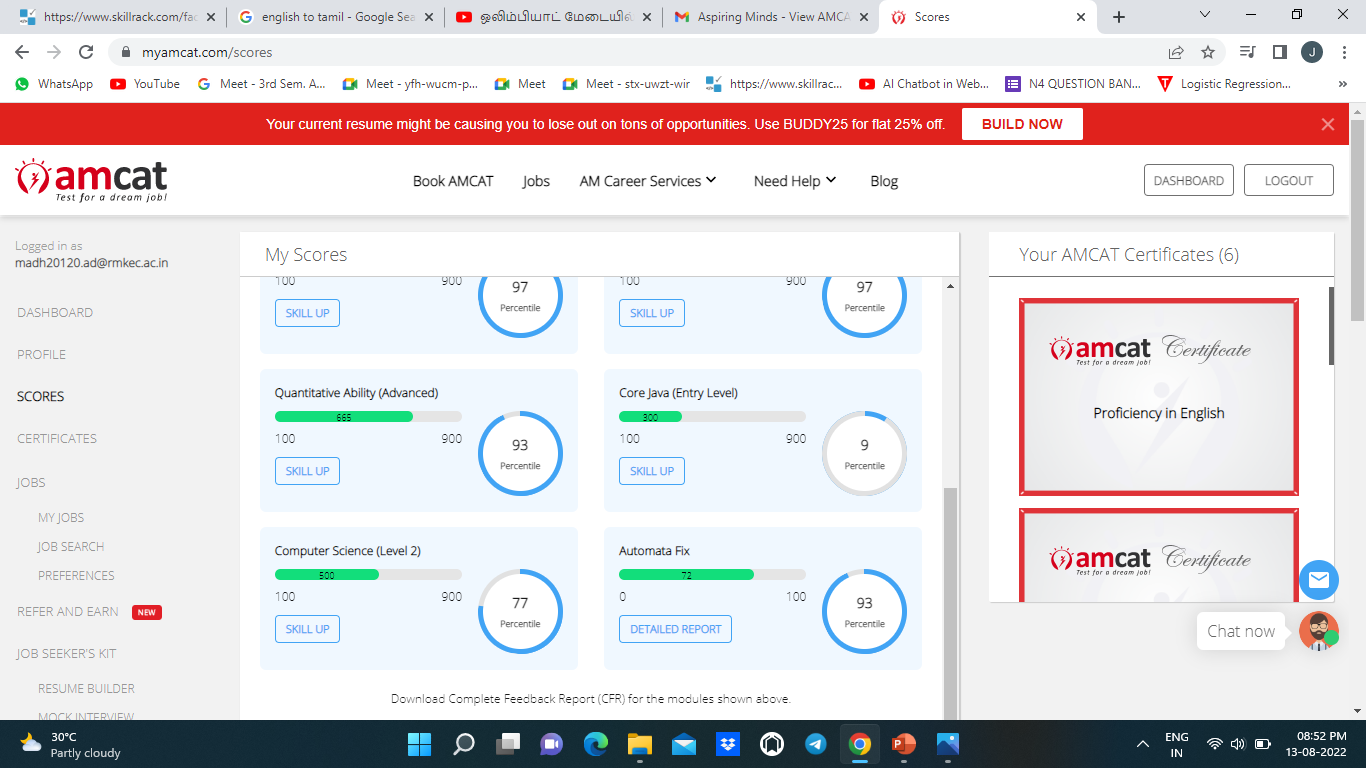 https://www.skillrack.com/fac
english to tamil - Google Sea
ஒலிம்பியாட் மேடையில்
Aspiring Minds - View AMCA
Scores
myamcat.com/scores
J
WhatsApp
YouTube
Meet - 3rd Sem. A...
Meet - yfh-wucm-p...
Meet
Meet - stx-uwzt-wir
https://www.skillrac...
AI Chatbot in Web...
N4 QUESTION BAN...
Logistic Regression...
Your current resume might be causing you to lose out on tons of opportunities. Use BUDDY25 for flat 25% off.
BUILD NOW
amcat
Test for a dream job!
Book AMCAT
Jobs
AM Career Services
Need Help
Blog
DASHBOARD
LOGOUT
Logged in as
madh20120.ad@rmkec.ac.in
DASHBOARD
PROFILE
SCORES
CERTIFICATES
JOBS
MY JOBS
JOB SEARCH
PREFERENCES
REFER AND EARN NEW
JOB SEEKER'S KIT
RESUME BUILDER
MOCK INTERVIEW
My Scores
100 900
SKILL UP
97
Percentile
100 900
SKILL UP
97
Percentile
Quantitative Ability (Advanced)
665
100 900
SKILL UP
93
Percentile
Core Java (Entry Level)
300
100 900
SKILL UP
9
Percentile
Computer Science (Level 2)
500
100 900
SKILL UP
77
Percentile
Automata Fix
72
0 100
DETAILED REPORT
93
Percentile
Download Complete Feedback Report (CFR) for the modules shown above.
Your AMCAT Certificates (6)
amcat Certificate
Test for a dream job!
Proficiency in English
amcat Certificate
Test for a dream job!
Chat now
30°C
Partly cloudy
ENG
IN
08:52 PM
13-08-2022